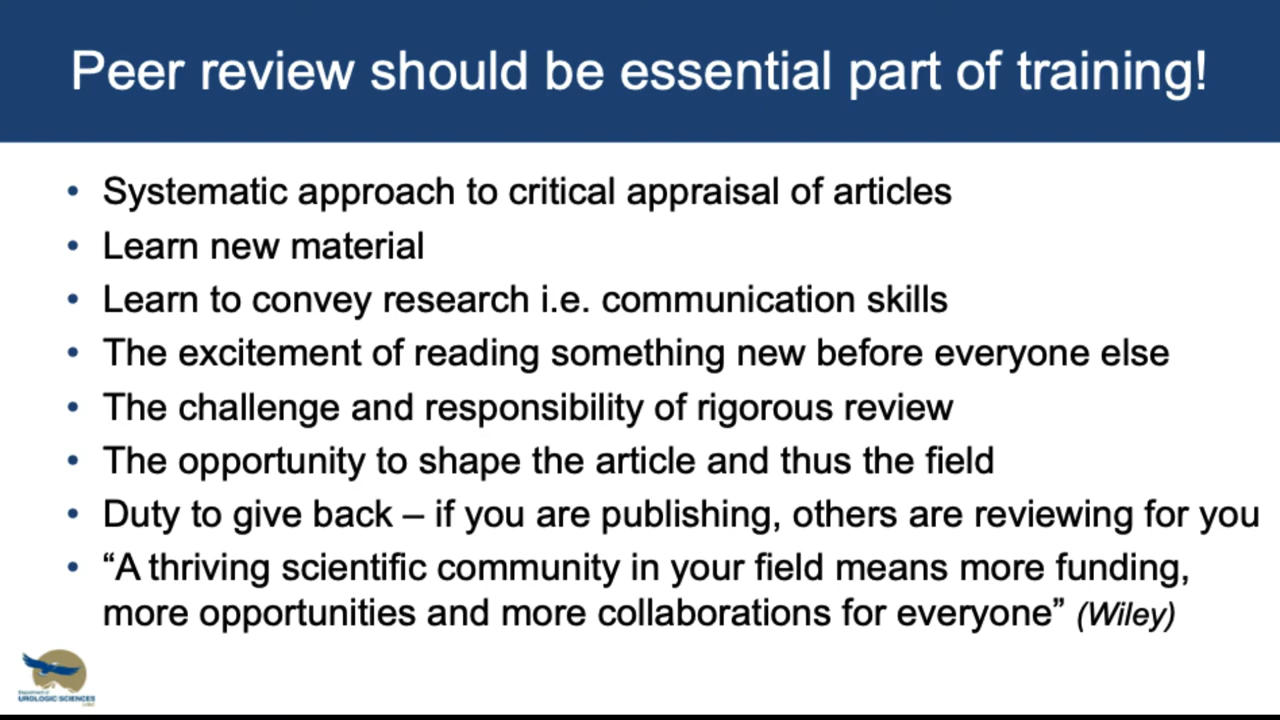 Peer review should be essential part of training!
• Systematic approach to critical appraisal of articles
• Learn new material
• Learn to convey research i.e. communication skills
• The excitement of reading something new before everyone else
• The challenge and responsibility of rigorous review
• The opportunity to shape the article and thus the field
• Duty to give back – if you are publishing, others are reviewing for you
• “A thriving scientific community in your field means more funding,
more opportunities and more collaborations for everyone” (Wiley)
Department of
UROLOGIC SCIENCES